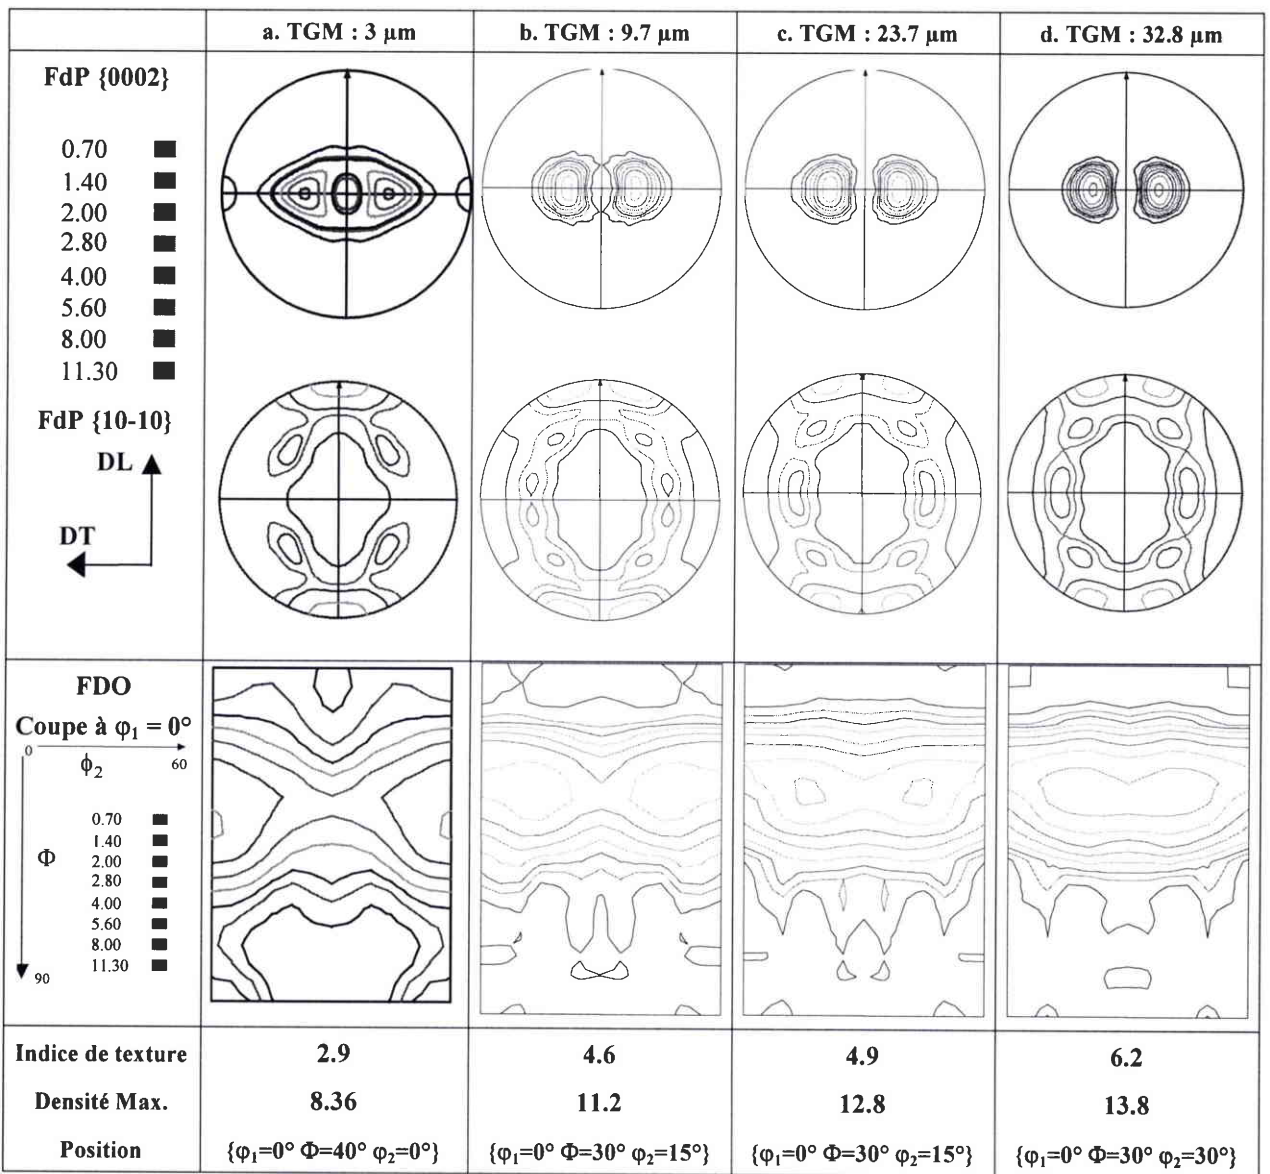 a. TGM : 3 µm
b. TGM : 9.7 µm
c. TGM : 23.7 µm
d. TGM : 32.8 µm
FdP {0002}
0.70
1.40
2.00
2.80
4.00
5.60
8.00
11.30
FdP {10-10}
DL
DT
FDO
Coupe à φ₁ = 0°
0
ϕ₂
60
0.70
1.40
2.00
2.80
4.00
5.60
8.00
11.30
Φ
90
Indice de texture 2.9 4.6 4.9 6.2
Densité Max. 8.36 11.2 12.8 13.8
Position {φ₁=0° Φ=40° φ₂=0°} {φ₁=0° Φ=30° φ₂=15°} {φ₁=0° Φ=30° φ₂=15°} {φ₁=0° Φ=30° φ₂=30°}